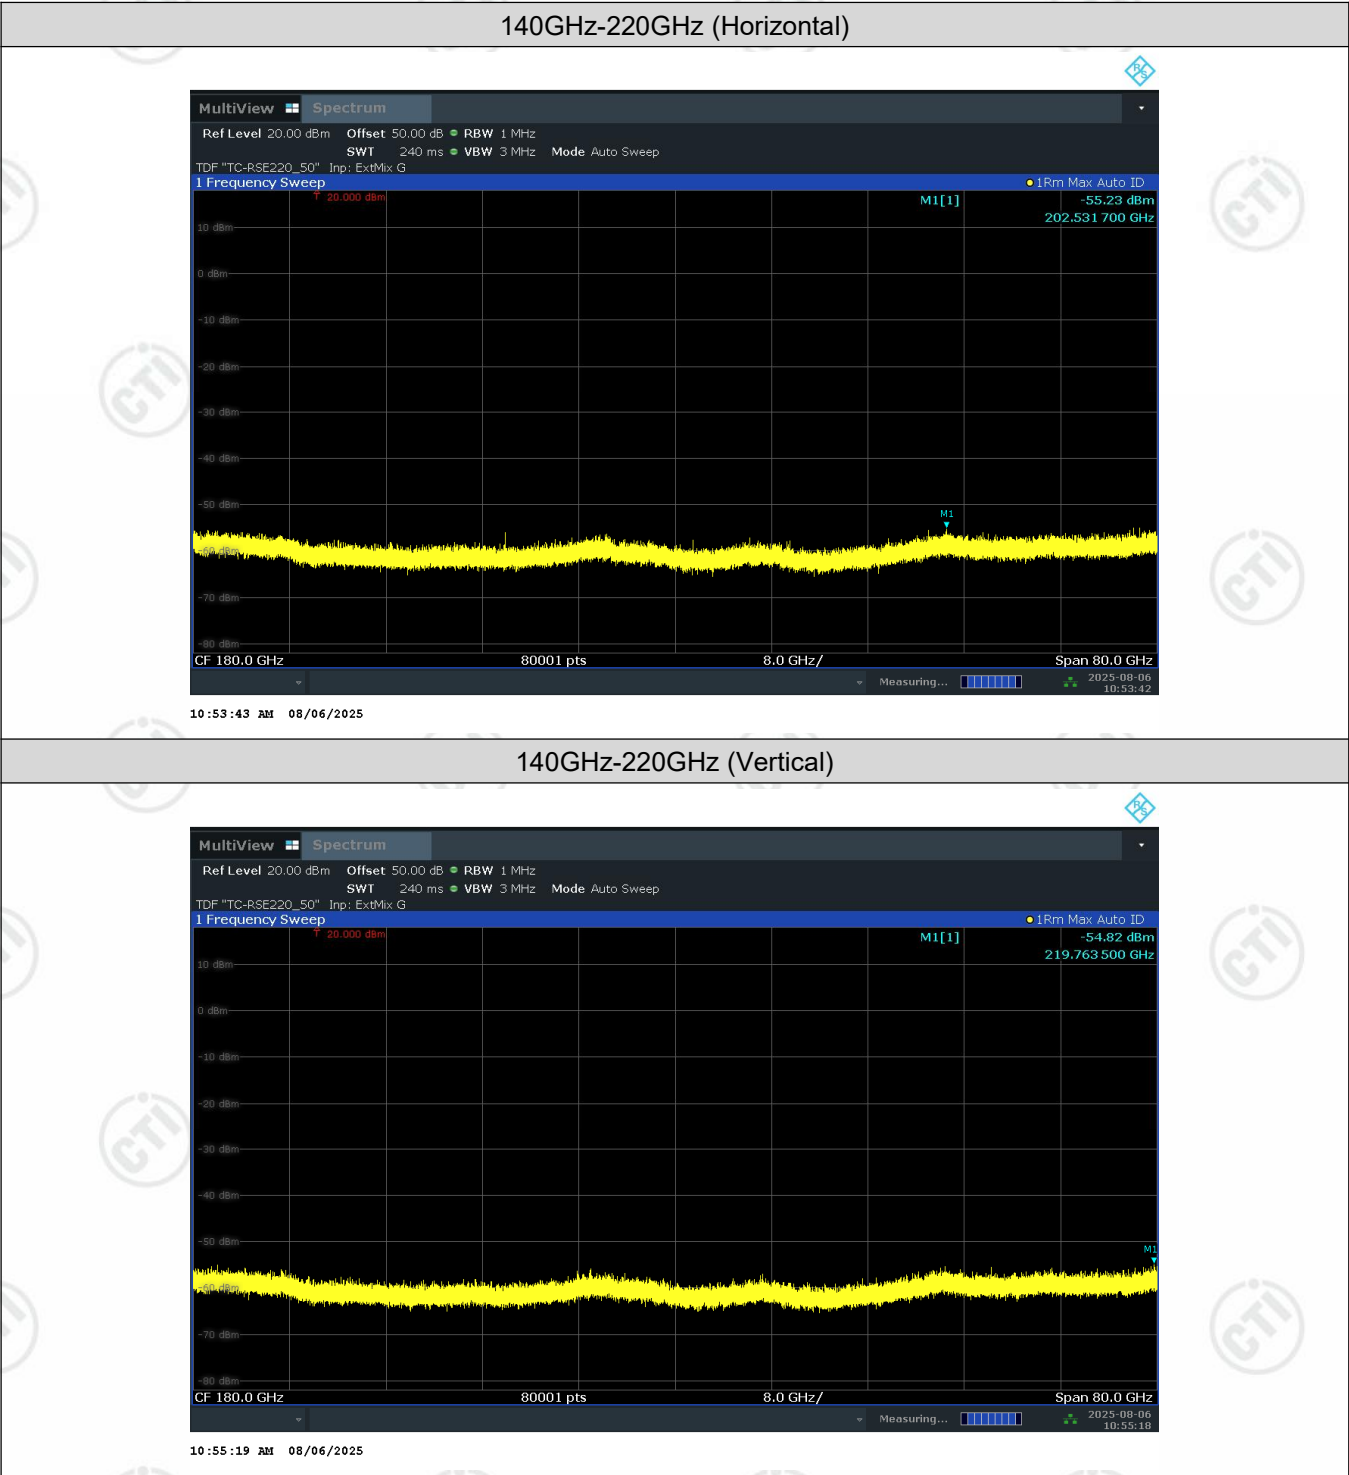 140GHz-220GHz (Horizontal)
R&S
MultiView Spectrum
Ref Level 20.00 dBm Offset 50.00 dB RBW 1 MHz
SWT 240 ms VBW 3 MHz Mode Auto Sweep
TDF "TC-RSE220_50" Inp: ExtMix G
1 Frequency Sweep 1Rm Max Auto ID
20.000 dBm M1[1] -55.23 dBm
202.531 700 GHz
10 dBm
0 dBm
-10 dBm
-20 dBm
-30 dBm
-40 dBm
-50 dBm
M1
-60 dBm
-70 dBm
-80 dBm
CF 180.0 GHz 80001 pts 8.0 GHz/ Span 80.0 GHz
Measuring... 2025-08-06
10:53:42
10:53:43 AM 08/06/2025
140GHz-220GHz (Vertical)
R&S
MultiView Spectrum
Ref Level 20.00 dBm Offset 50.00 dB RBW 1 MHz
SWT 240 ms VBW 3 MHz Mode Auto Sweep
TDF "TC-RSE220_50" Inp: ExtMix G
1 Frequency Sweep 1Rm Max Auto ID
20.000 dBm M1[1] -54.82 dBm
219.763 500 GHz
10 dBm
0 dBm
-10 dBm
-20 dBm
-30 dBm
-40 dBm
-50 dBm
M1
-60 dBm
-70 dBm
-80 dBm
CF 180.0 GHz 80001 pts 8.0 GHz/ Span 80.0 GHz
Measuring... 2025-08-06
10:55:18
10:55:19 AM 08/06/2025
CTI
CTI
CTI
CTI
CTI
CTI